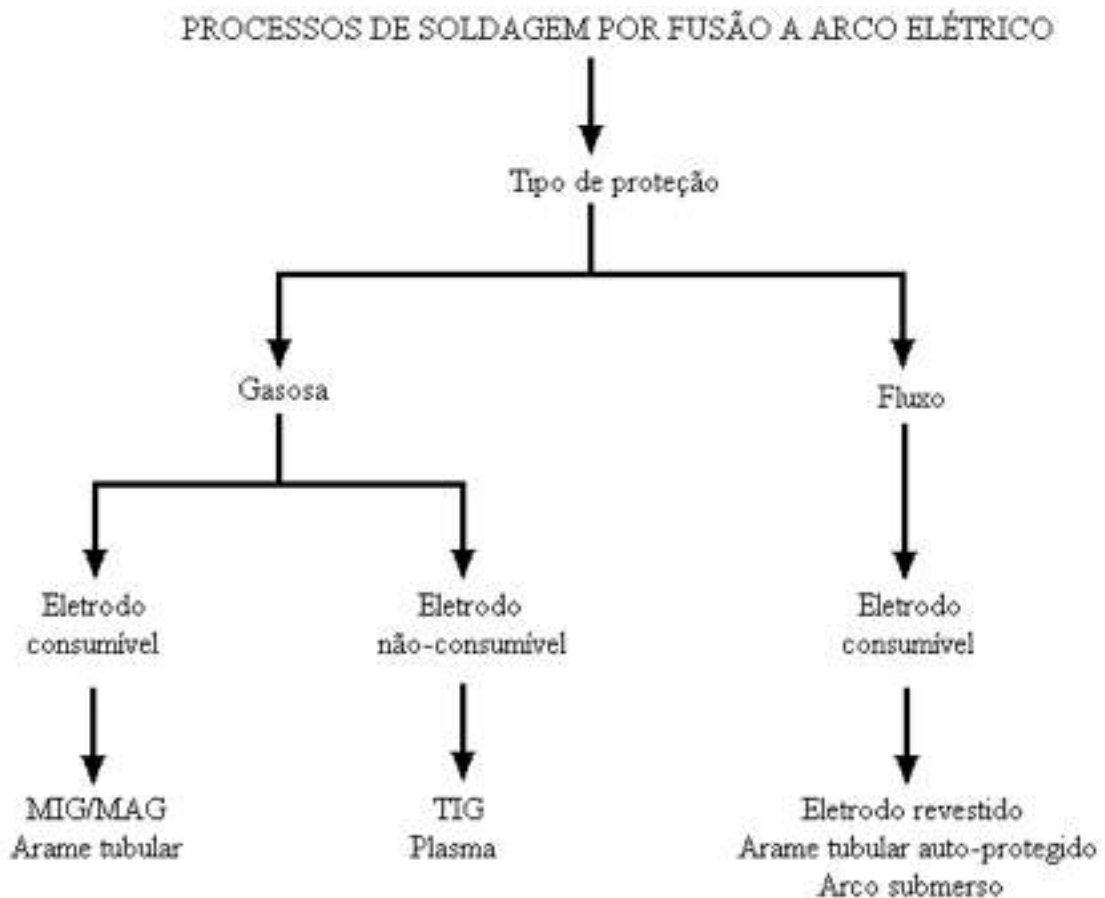 PROCESSOS DE SOLDAGEM POR FUSÃO A ARCO ELÉTRICO
Tipo de proteção
Gasosa
Fluxo
Eletrodo
consumível
Eletrodo
não-consumível
Eletrodo
consumível
MIG/MAG
Arame tubular
TIG
Plasma
Eletrodo revestido
Arame tubular auto-protegido
Arco submerso